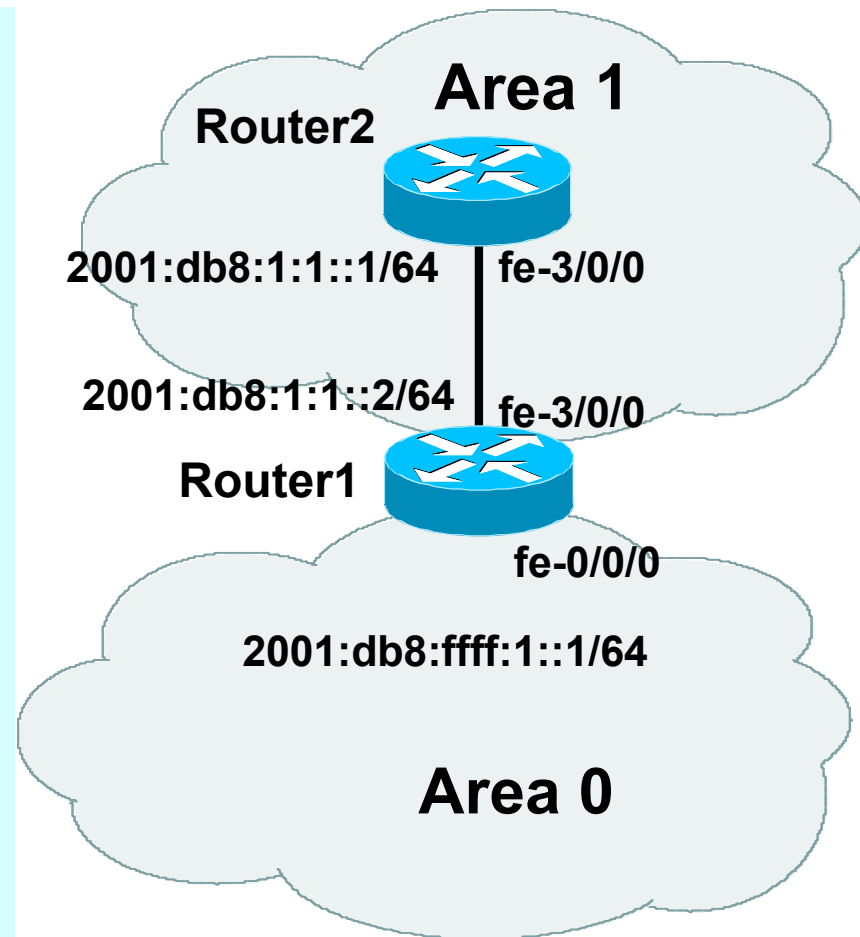 Area 1
Router2
2001:db8:1:1::1/64
fe-3/0/0
2001:db8:1:1::2/64
fe-3/0/0
Router1
fe-0/0/0
2001:db8:ffff:1::1/64
Area 0